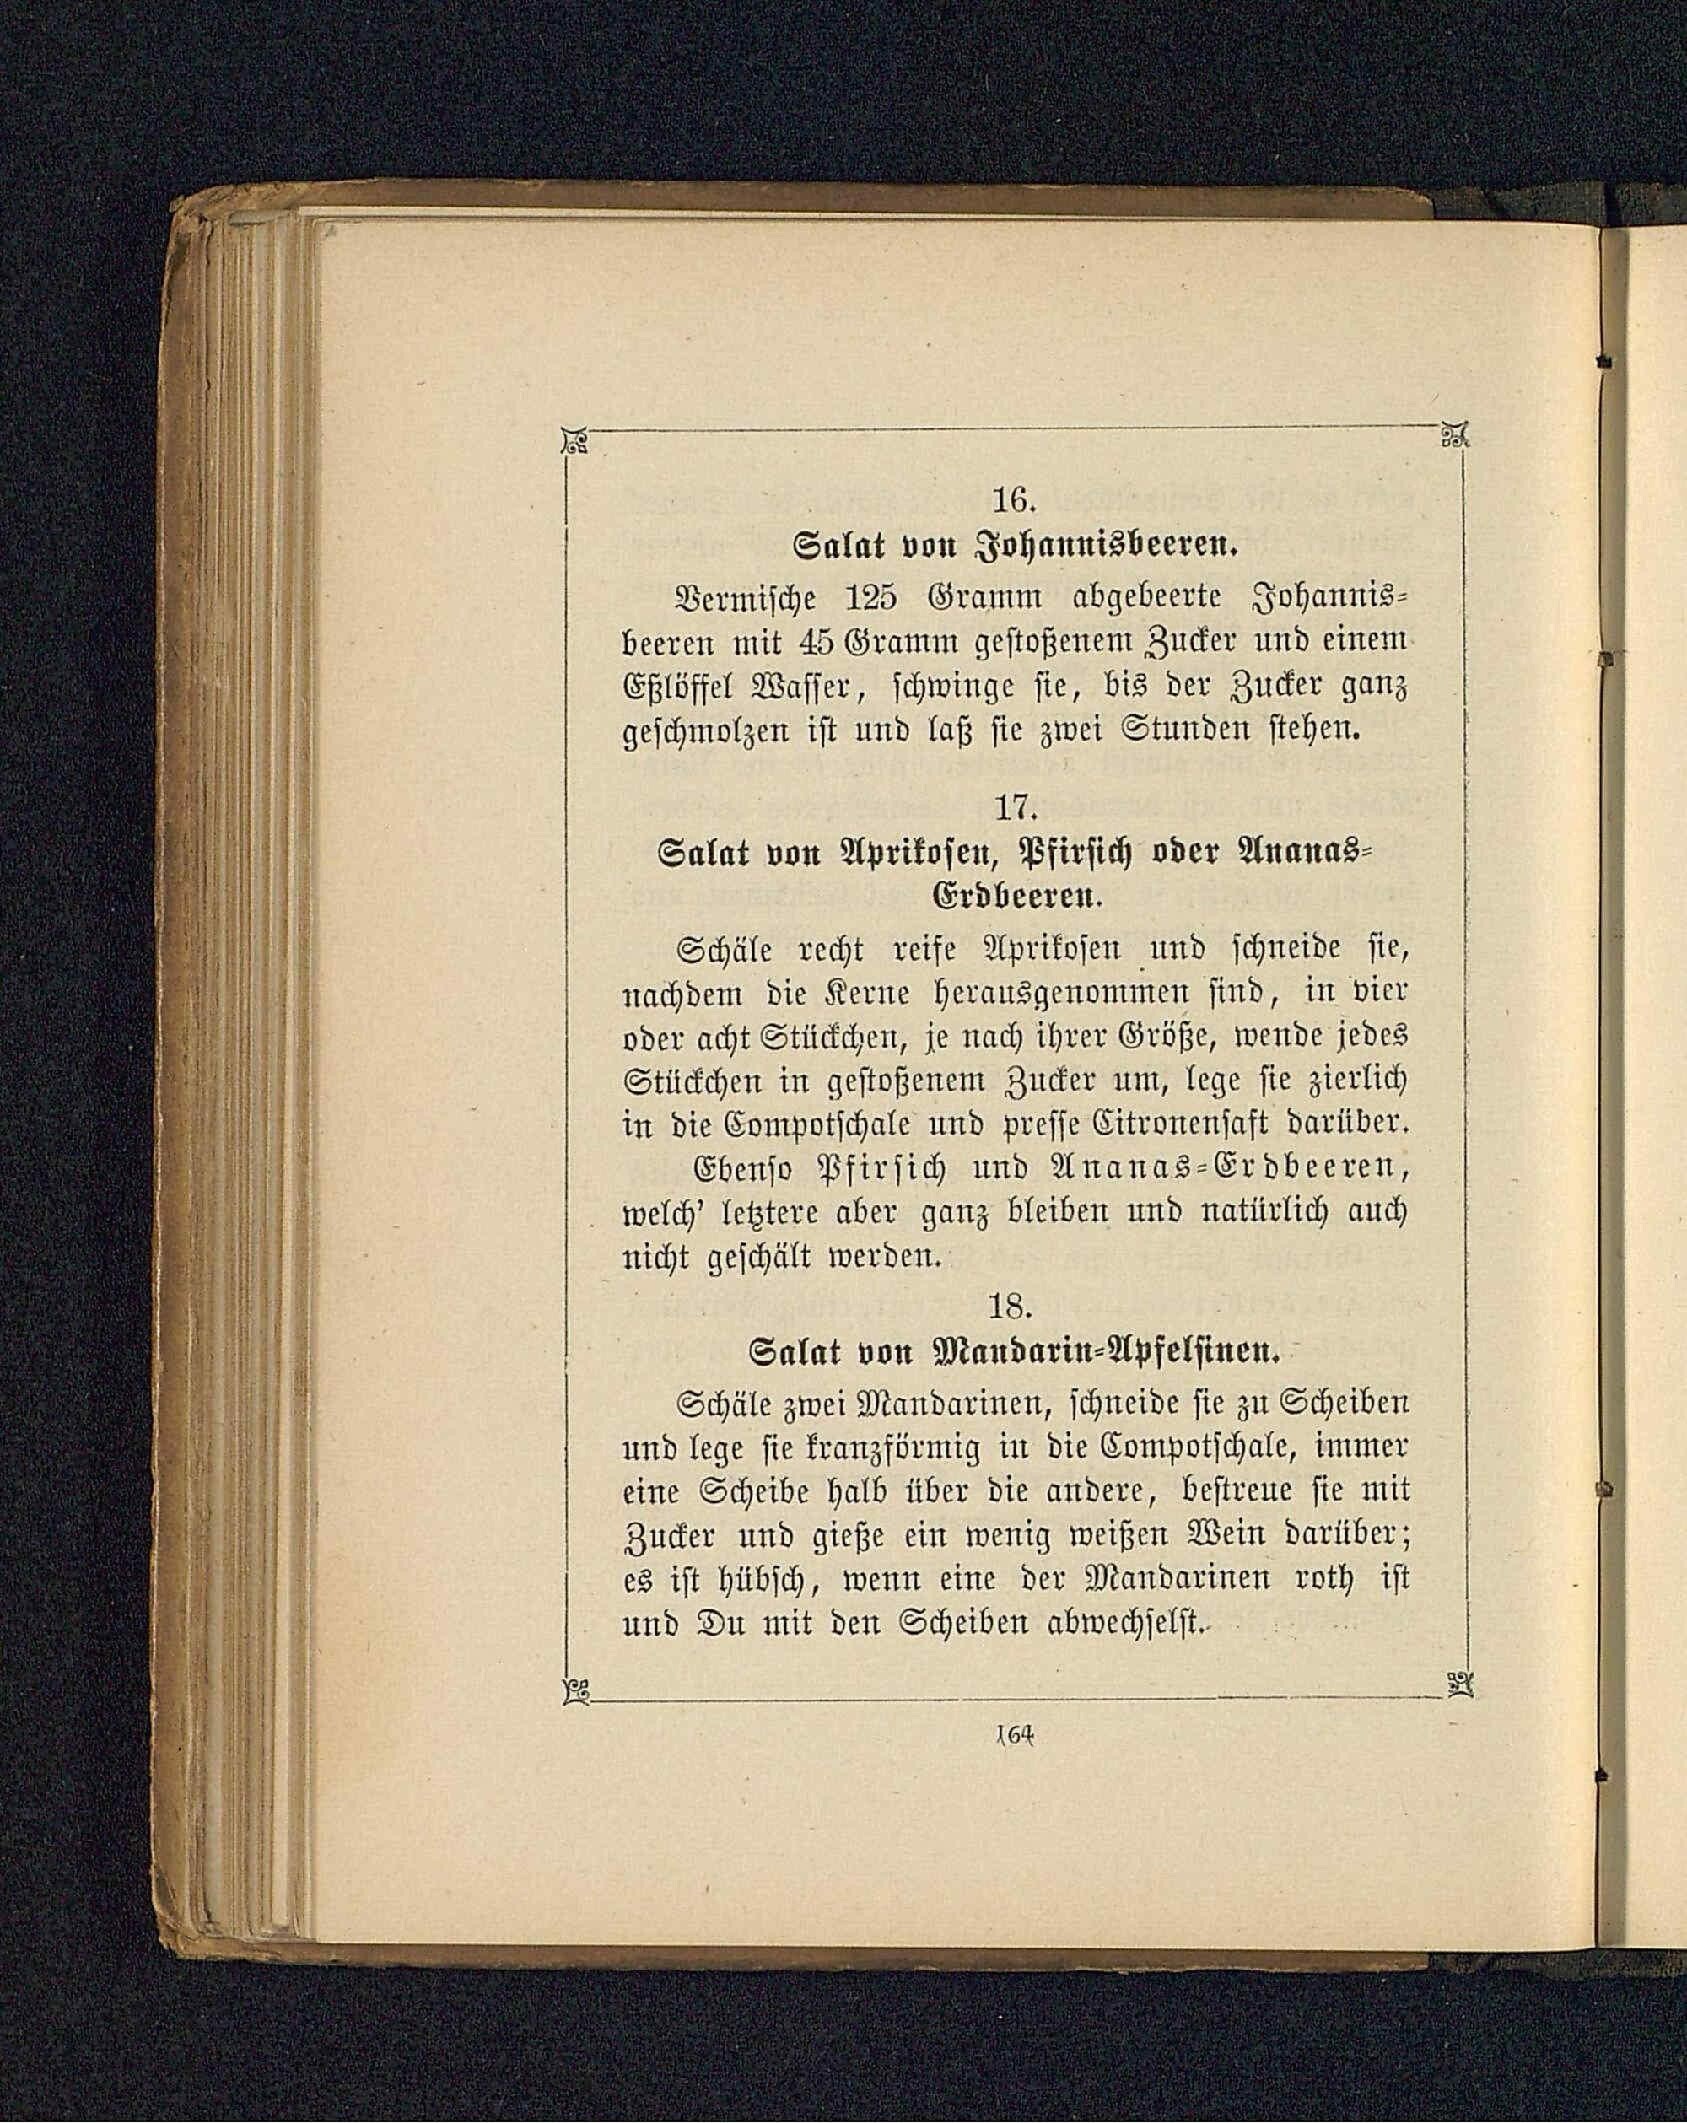 16.
Salat von Johannisbeeren.
Vermische 125 Gramm abgebeerte Johannis-
beeren mit 45 Gramm gestoßenem Zucker und einem
Eßlöffel Wasser, schwinge sie, bis der Zucker ganz
geschmolzen ist und laß sie zwei Stunden stehen.
17.
Salat von Aprikosen, Pfirsich oder Ananas-
Erdbeeren.
Schäle recht reife Aprikosen und schneide sie,
nachdem die Kerne herausgenommen sind, in vier
oder acht Stückchen, je nach ihrer Größe, wende jedes
Stückchen in gestoßenem Zucker um, lege sie zierlich
in die Compotschale und presse Citronensaft darüber.
Ebenso Pfirsich und Ananas-Erdbeeren,
welch' letztere aber ganz bleiben und natürlich auch
nicht geschält werden.
18.
Salat von Mandarin-Apfelsinen.
Schäle zwei Mandarinen, schneide sie zu Scheiben
und lege sie kranzförmig in die Compotschale, immer
eine Scheibe halb über die andere, bestreue sie mit
Zucker und gieße ein wenig weißen Wein darüber;
es ist hübsch, wenn eine der Mandarinen roth ist
und Du mit den Scheiben abwechselst.
164